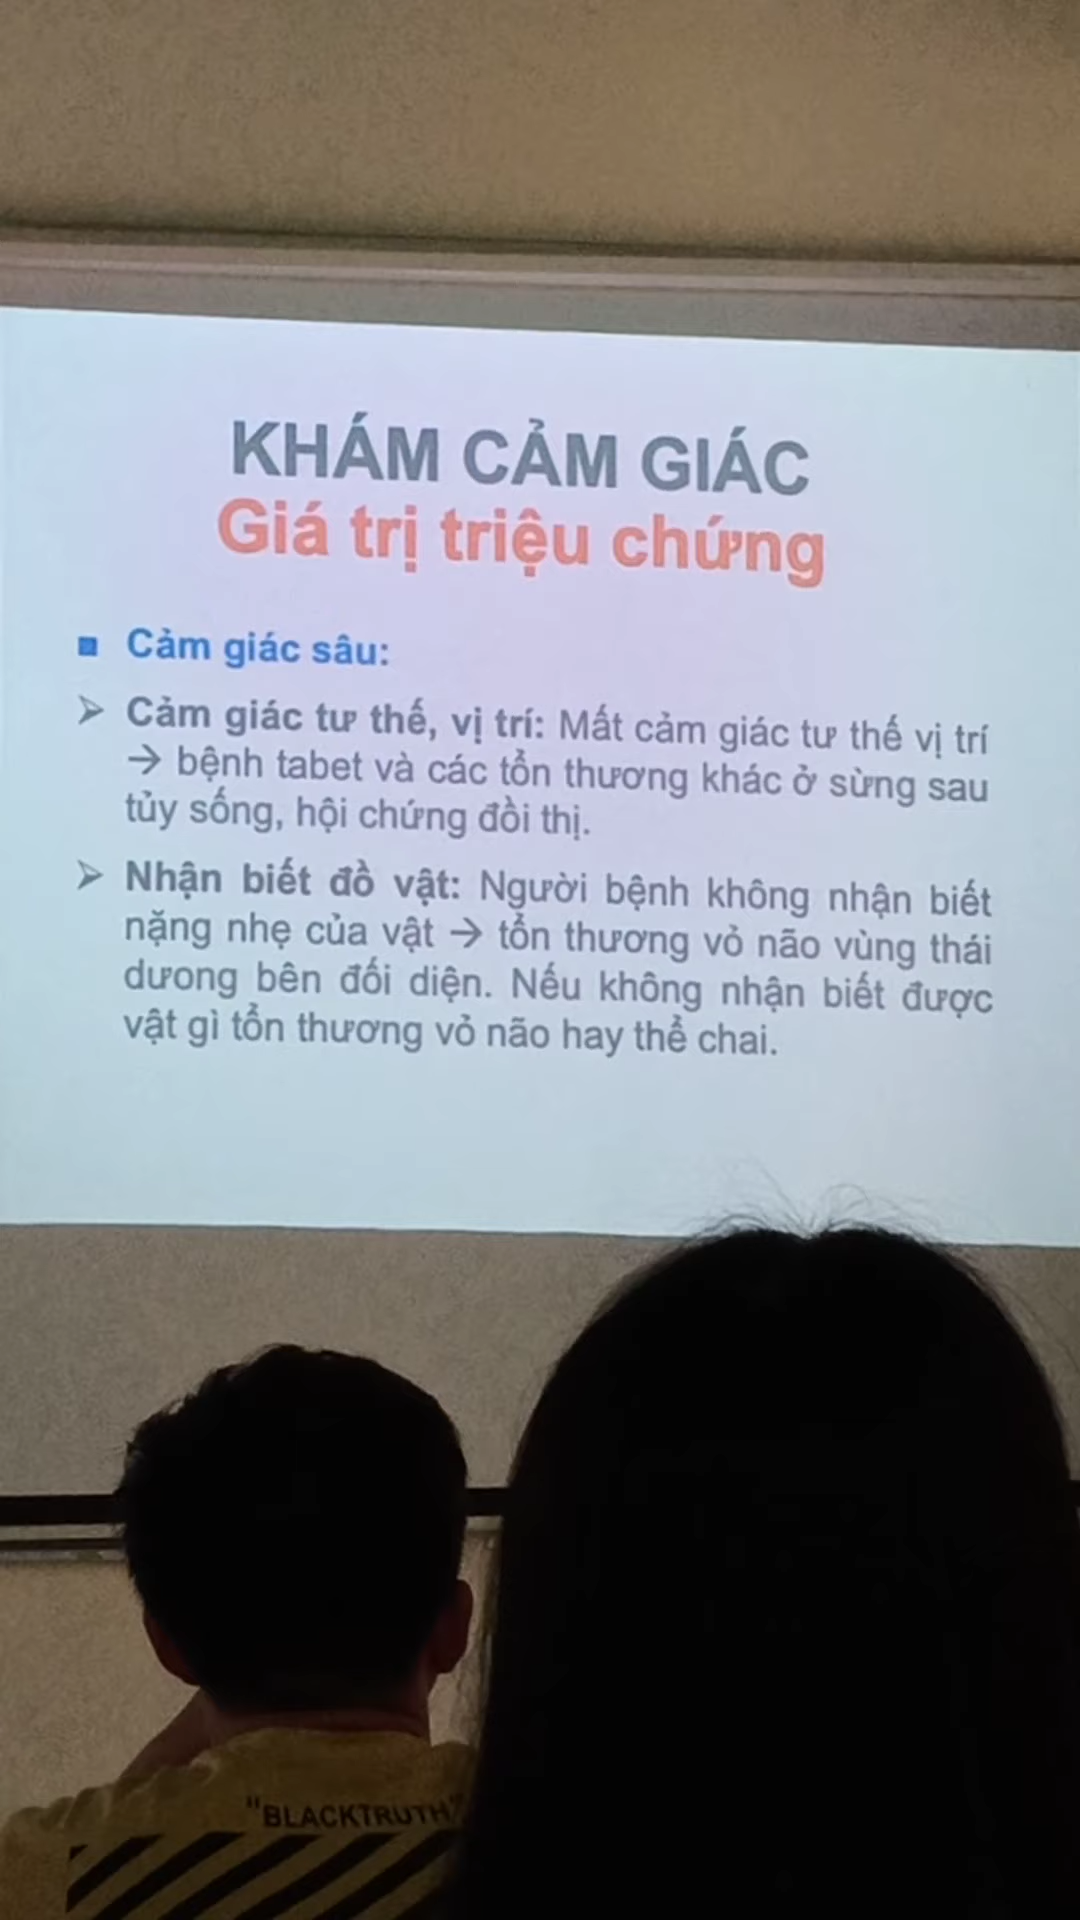 KHÁM CẢM GIÁC
Giá trị triệu chứng
▪ Cảm giác sâu:
➢ Cảm giác tư thế, vị trí: Mất cảm giác tư thế vị trí
→ bệnh tabet và các tổn thương khác ở sừng sau
tủy sống, hội chứng đồi thị.
➢ Nhận biết đồ vật: Người bệnh không nhận biết
nặng nhẹ của vật → tổn thương vỏ não vùng thái
dương bên đối diện. Nếu không nhận biết được
vật gì tổn thương vỏ não hay thể chai.
"BLACKTRUTH"